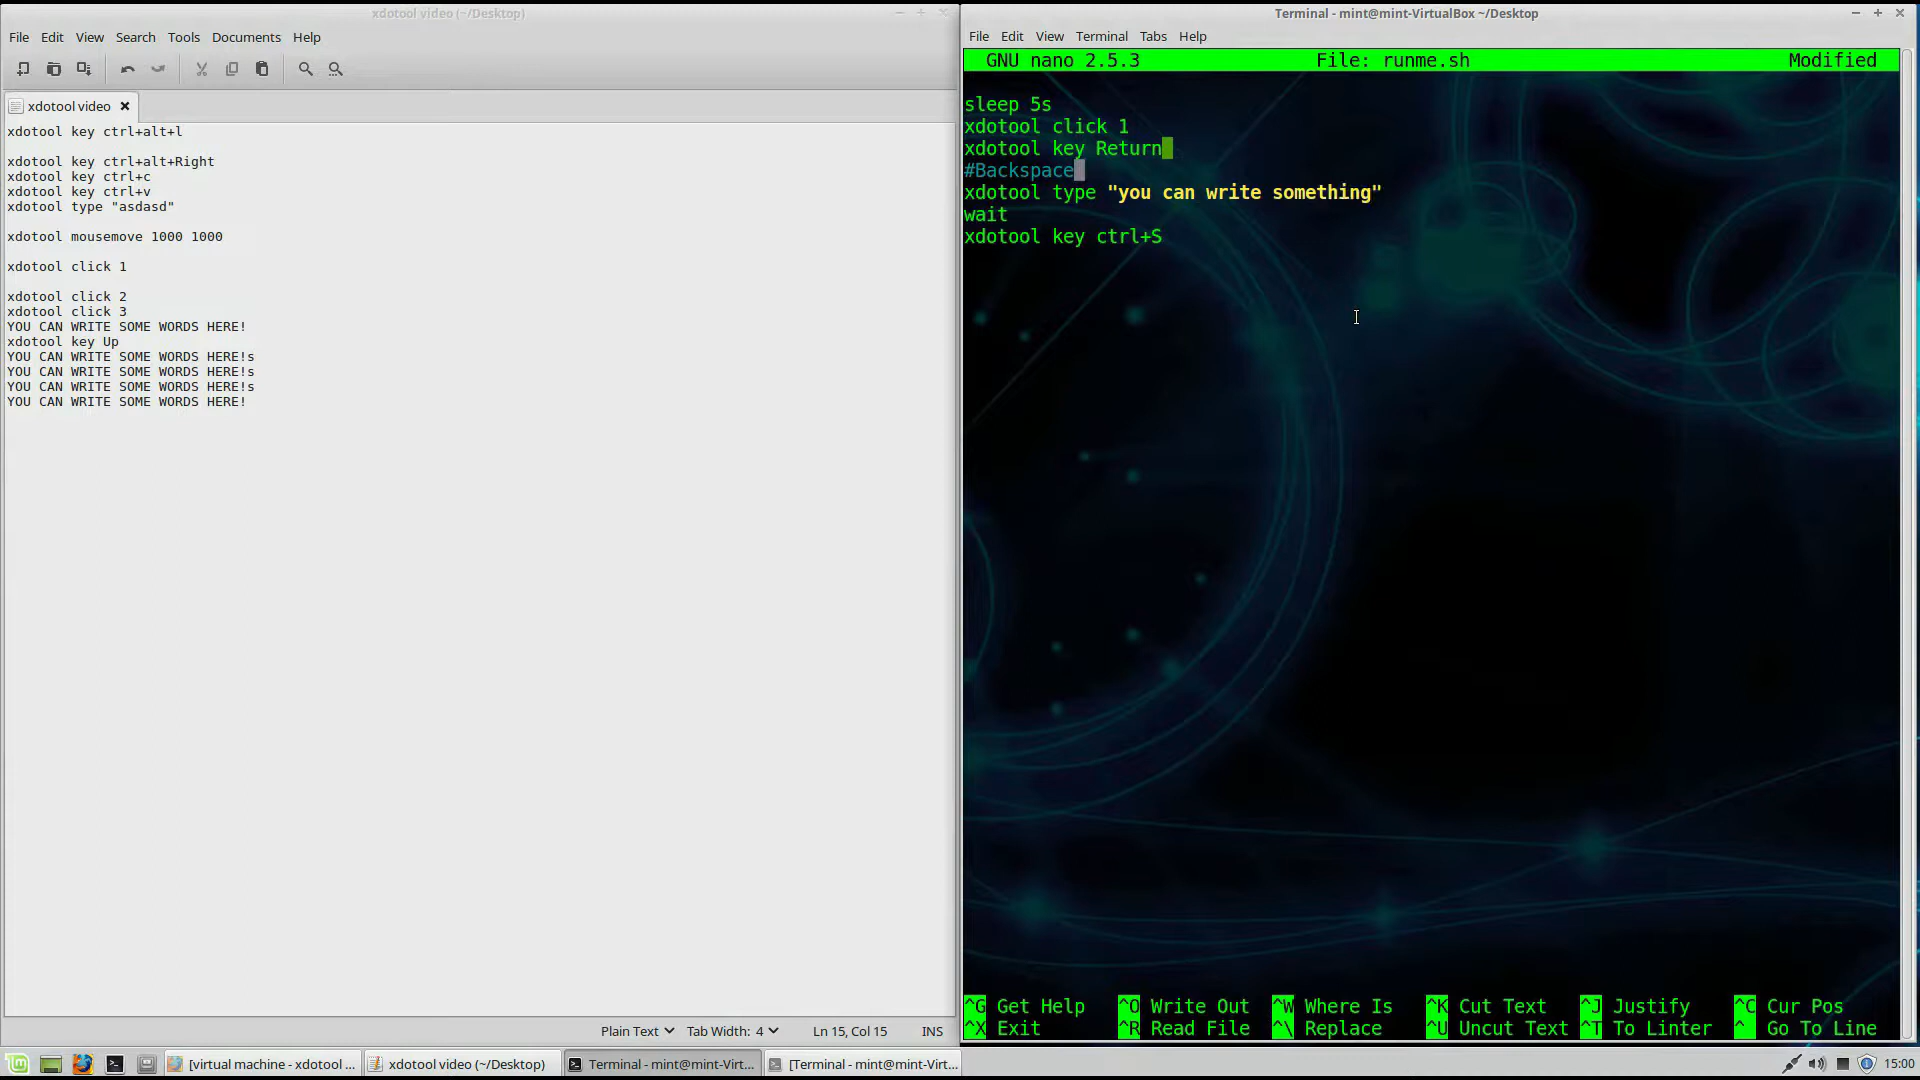 xdotool video (~/Desktop)
File Edit View Search Tools Documents Help
xdotool video
xdotool key ctrl+alt+l
xdotool key ctrl+alt+Right
xdotool key ctrl+c
xdotool key ctrl+v
xdotool type "asdasd"
xdotool mousemove 1000 1000
xdotool click 1
xdotool click 2
xdotool click 3
YOU CAN WRITE SOME WORDS HERE!
xdotool key Up
YOU CAN WRITE SOME WORDS HERE!s
YOU CAN WRITE SOME WORDS HERE!s
YOU CAN WRITE SOME WORDS HERE!s
YOU CAN WRITE SOME WORDS HERE!
Plain Text Tab Width: 4 Ln 15, Col 15 INS
Terminal - mint@mint-VirtualBox ~/Desktop
File Edit View Terminal Tabs Help
GNU nano 2.5.3 File: runme.sh Modified
sleep 5s
xdotool click 1
xdotool key Return
#Backspace
xdotool type "you can write something"
wait
xdotool key ctrl+S
^G Get Help ^O Write Out ^W Where Is ^K Cut Text ^J Justify ^C Cur Pos
^X Exit ^R Read File ^\ Replace ^U Uncut Text ^T To Linter ^_ Go To Line
[virtual machine - xdotool ... xdotool video (~/Desktop) Terminal - mint@mint-Virt... [Terminal - mint@mint-Virt... 15:00